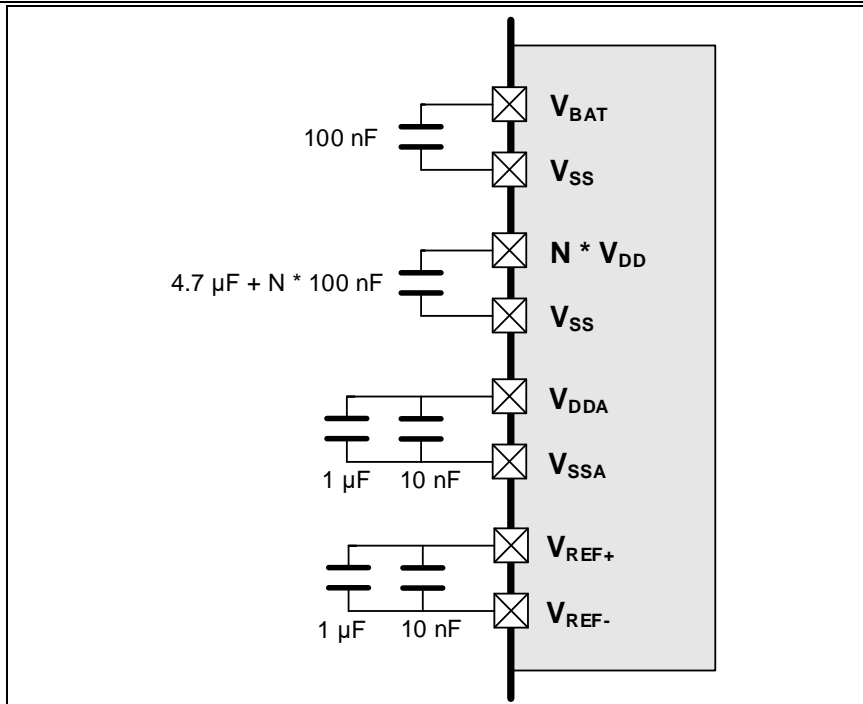 V_BAT
100 nF
V_SS
N * V_DD
4.7 µF + N * 100 nF
V_SS
V_DDA
V_SSA
1 µF 10 nF
V_REF+
V_REF-
1 µF 10 nF